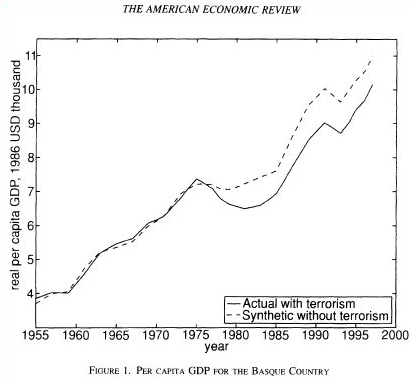 THE AMERICAN ECONOMIC REVIEW
real per capita GDP, 1986 USD thousand
11
10
9
8
7
6
5
4
1955 1960 1965 1970 1975 1980 1985 1990 1995 2000
year
Actual with terrorism
Synthetic without terrorism
FIGURE 1. PER CAPITA GDP FOR THE BASQUE COUNTRY